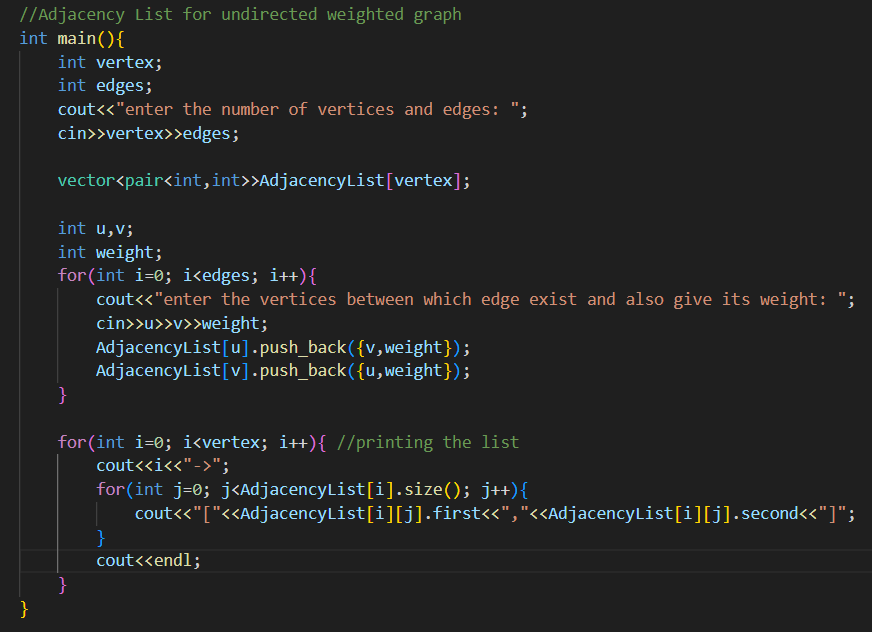 //Adjacency List for undirected weighted graph
int main(){
    int vertex;
    int edges;
    cout<<"enter the number of vertices and edges: ";
    cin>>vertex>>edges;

    vector<pair<int,int>>AdjacencyList[vertex];

    int u,v;
    int weight;
    for(int i=0; i<edges; i++){
        cout<<"enter the vertices between which edge exist and also give its weight: ";
        cin>>u>>v>>weight;
        AdjacencyList[u].push_back({v,weight});
        AdjacencyList[v].push_back({u,weight});
    }

    for(int i=0; i<vertex; i++){ //printing the list
        cout<<i<<"->";
        for(int j=0; j<AdjacencyList[i].size(); j++){
            cout<<"["<<AdjacencyList[i][j].first<<","<<AdjacencyList[i][j].second<<"]";
        }
        cout<<endl;
    }
}